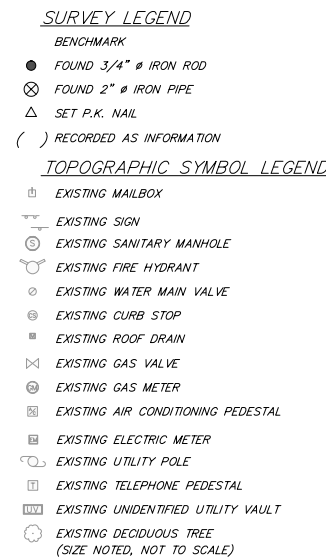 SURVEY LEGEND
BENCHMARK
FOUND 3/4" ø IRON ROD
FOUND 2" ø IRON PIPE
SET P.K. NAIL
( ) RECORDED AS INFORMATION
TOPOGRAPHIC SYMBOL LEGEND
EXISTING MAILBOX
EXISTING SIGN
S EXISTING SANITARY MANHOLE
EXISTING FIRE HYDRANT
EXISTING WATER MAIN VALVE
CS EXISTING CURB STOP
EXISTING ROOF DRAIN
EXISTING GAS VALVE
GM EXISTING GAS METER
A/C EXISTING AIR CONDITIONING PEDESTAL
EM EXISTING ELECTRIC METER
EXISTING UTILITY POLE
T EXISTING TELEPHONE PEDESTAL
UV EXISTING UNIDENTIFIED UTILITY VAULT
EXISTING DECIDUOUS TREE
(SIZE NOTED, NOT TO SCALE)